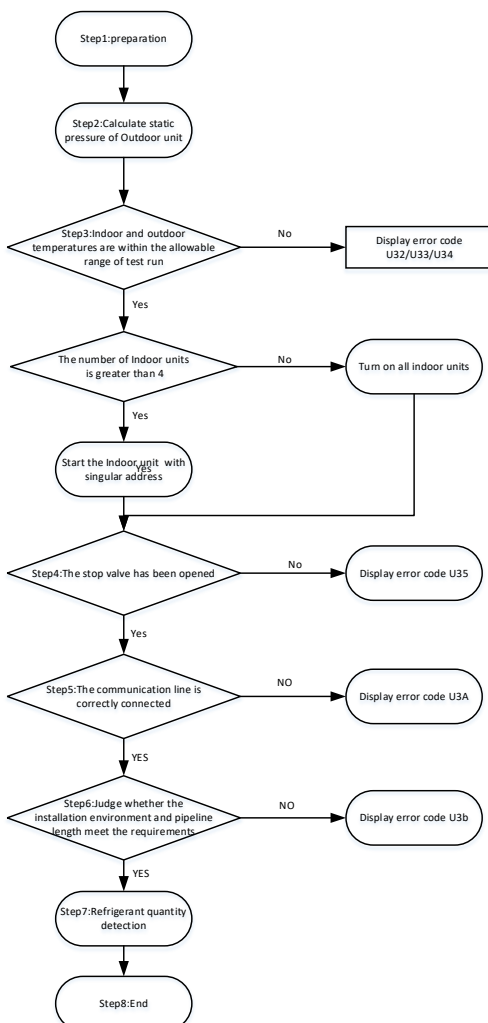 Step1:preparation
Step2:Calculate static
pressure of Outdoor unit
Step3:Indoor and outdoor
temperatures are within the allowable
range of test run
No
Display error code
U32/U33/U34
Yes
The number of Indoor units
is greater than 4
No
Turn on all indoor units
Yes
Start the Indoor unit with
Yes
singular address
Step4:The stop valve has been opened
No
Display error code U35
Yes
Step5:The communication line is
correctly connected
NO
Display error code U3A
YES
Step6:Judge whether the
installation environment and pipeline
length meet the requirements
NO
Display error code U3b
YES
Step7:Refrigerant quantity
detection
Step8:End